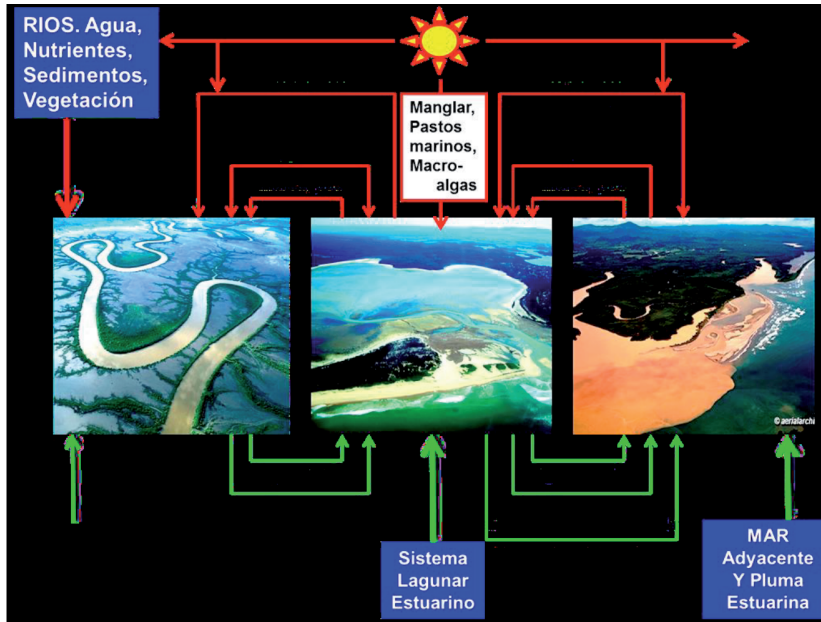 RIOS. Agua,
Nutrientes,
Sedimentos,
Vegetación
Manglar,
Pastos
marinos,
Macro-
algas
© aerialarchi
Sistema
Lagunar
Estuarino
MAR
Adyacente
Y Pluma
Estuarina